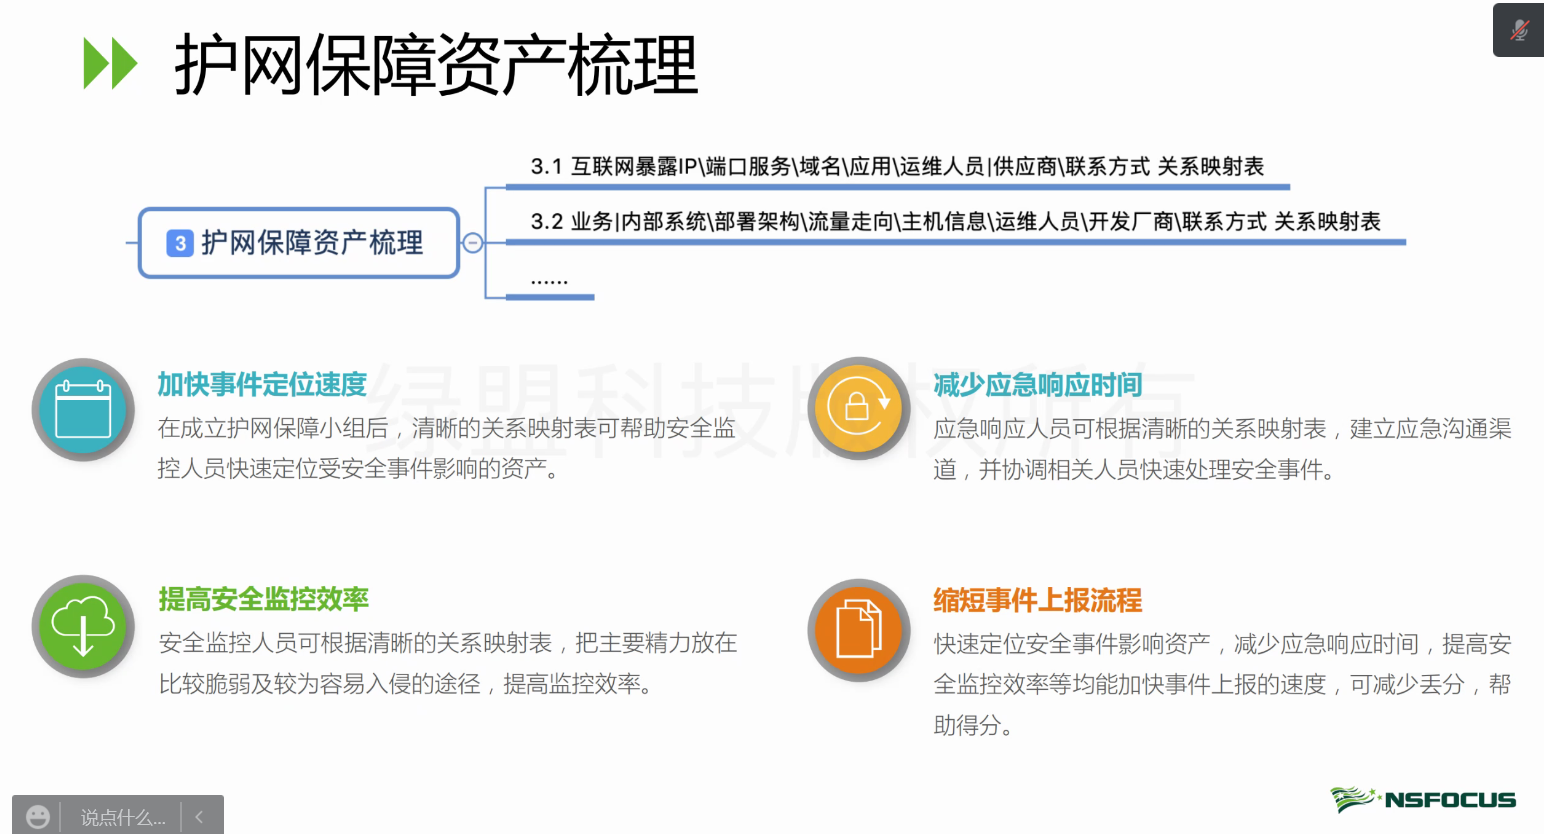 护网保障资产梳理
3.1 互联网暴露IP\端口服务\域名\应用\运维人员|供应商\联系方式 关系映射表
3 护网保障资产梳理
3.2 业务|内部系统\部署架构\流量走向\主机信息\运维人员\开发厂商\联系方式 关系映射表
......
绿盟科技版权所有
加快事件定位速度
在成立护网保障小组后，清晰的关系映射表可帮助安全监
控人员快速定位受安全事件影响的资产。
减少应急响应时间
应急响应人员可根据清晰的关系映射表，建立应急沟通渠
道，并协调相关人员快速处理安全事件。
提高安全监控效率
安全监控人员可根据清晰的关系映射表，把主要精力放在
比较脆弱及较为容易入侵的途径，提高监控效率。
缩短事件上报流程
快速定位安全事件影响资产，减少应急响应时间，提高安
全监控效率等均能加快事件上报的速度，可减少丢分，帮
助得分。
NSFOCUS
说点什么...